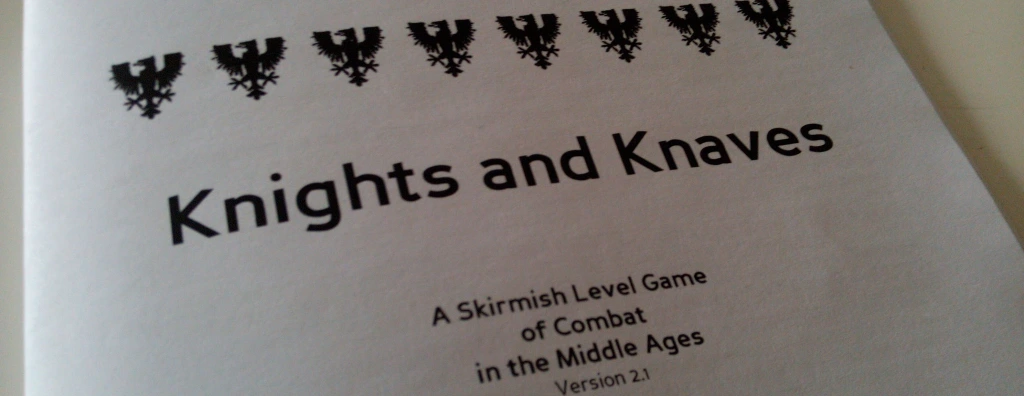 Knights and Knaves
A Skirmish Level Game
of Combat
in the Middle Ages
Version 2.1